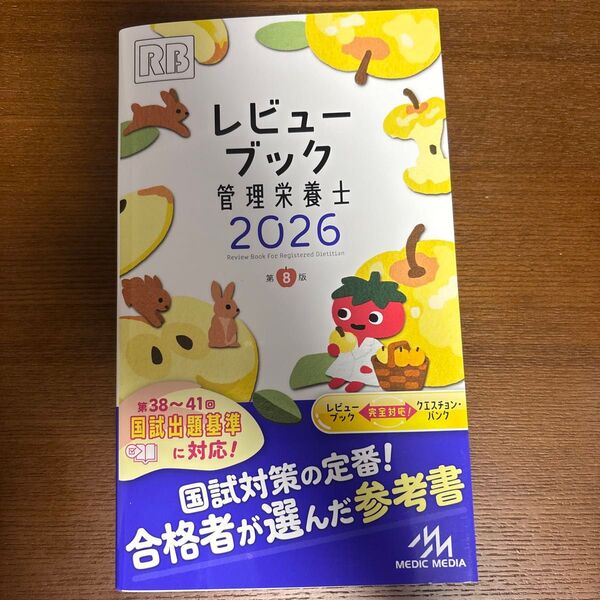 RB
レビュー
ブック
管理栄養士
2026
Review Book For Registered Dietitian
第8版
第38〜41回
国試出題基準
に対応!
レビュー
ブック
完全対応!
クエスチョン・
バンク
国試対策の定番!
合格者が選んだ参考書
MEDIC MEDIA